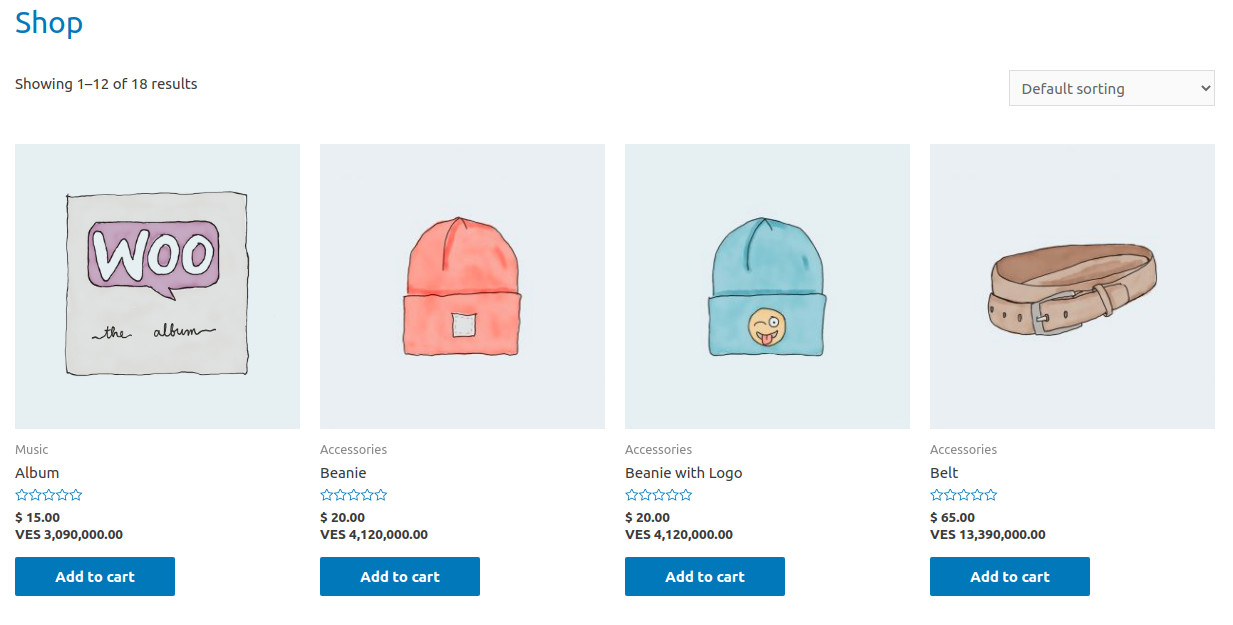 Shop
Showing 1–12 of 18 results
Default sorting
WOO
the album
Music
Album
$ 15.00
VES 3,090,000.00
Add to cart
Accessories
Beanie
$ 20.00
VES 4,120,000.00
Add to cart
Accessories
Beanie with Logo
$ 20.00
VES 4,120,000.00
Add to cart
Accessories
Belt
$ 65.00
VES 13,390,000.00
Add to cart